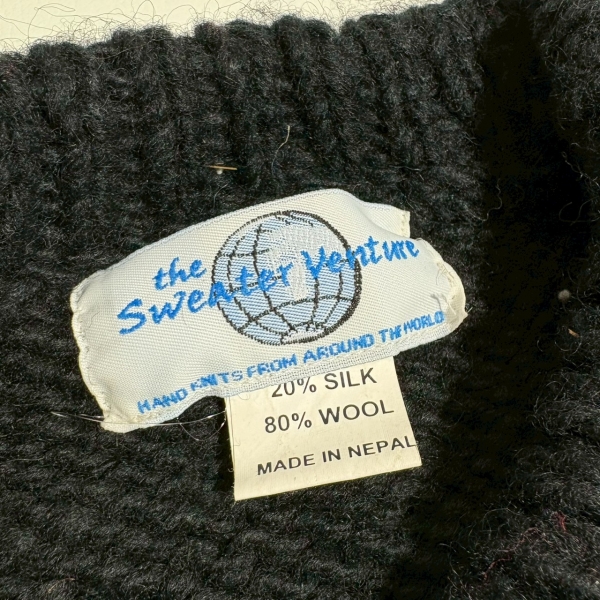 the
Sweater Venture
HAND KNITS FROM AROUND THE WORLD
20% SILK
80% WOOL
MADE IN NEPAL